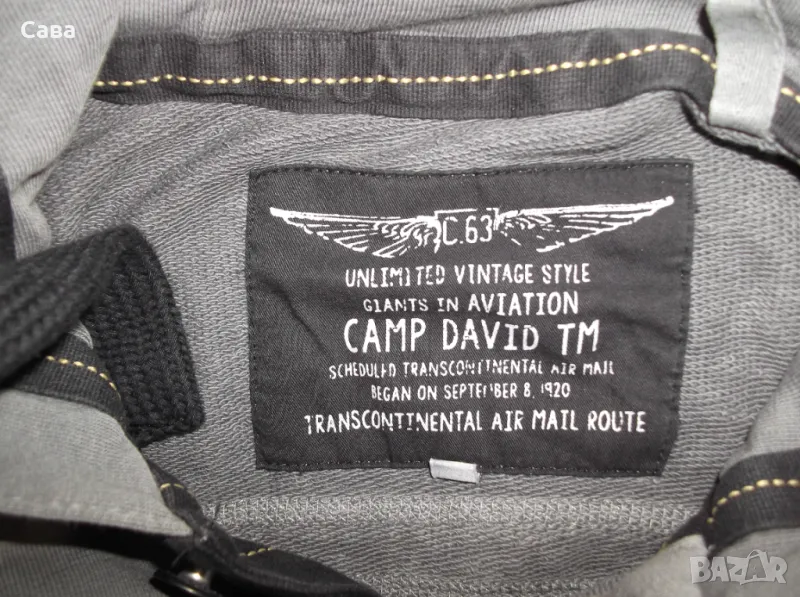 Сава
C.63
UNLIMITED VINTAGE STYLE
GIANTS IN AVIATION
CAMP DAVID TM
SCHEDULED TRANSCONTINENTAL AIR MAIL
BEGAN ON SEPTEMBER 8, 1920
TRANSCONTINENTAL AIR MAIL ROUTE
BAZAR